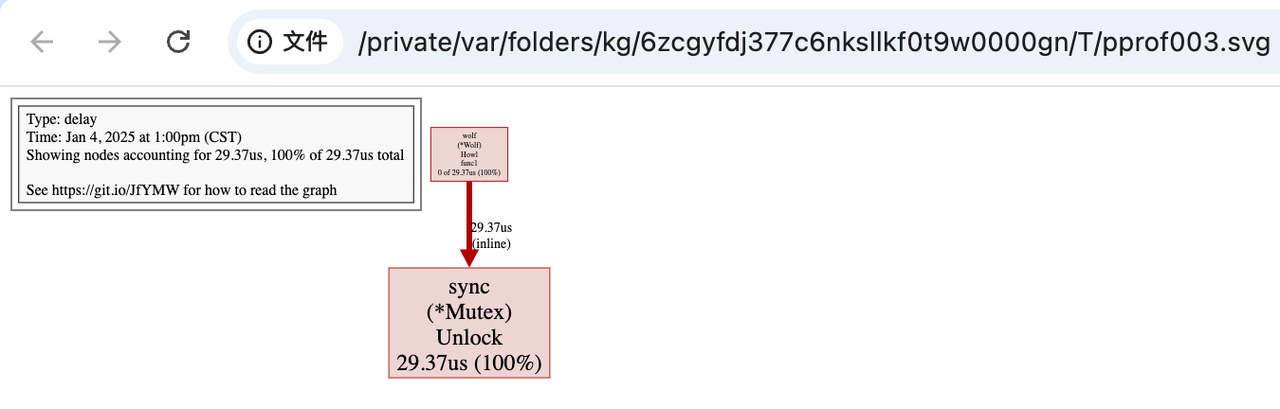 文件
/private/var/folders/kg/6zcgyfdj377c6nksllkf0t9w0000gn/T/pprof003.svg
Type: delay
Time: Jan 4, 2025 at 1:00pm (CST)
Showing nodes accounting for 29.37us, 100% of 29.37us total
See https://git.io/JfYMW for how to read the graph
wolf
(*Wolf)
Howl
func1
0 of 29.37us (100%)
29.37us
(inline)
sync
(*Mutex)
Unlock
29.37us (100%)